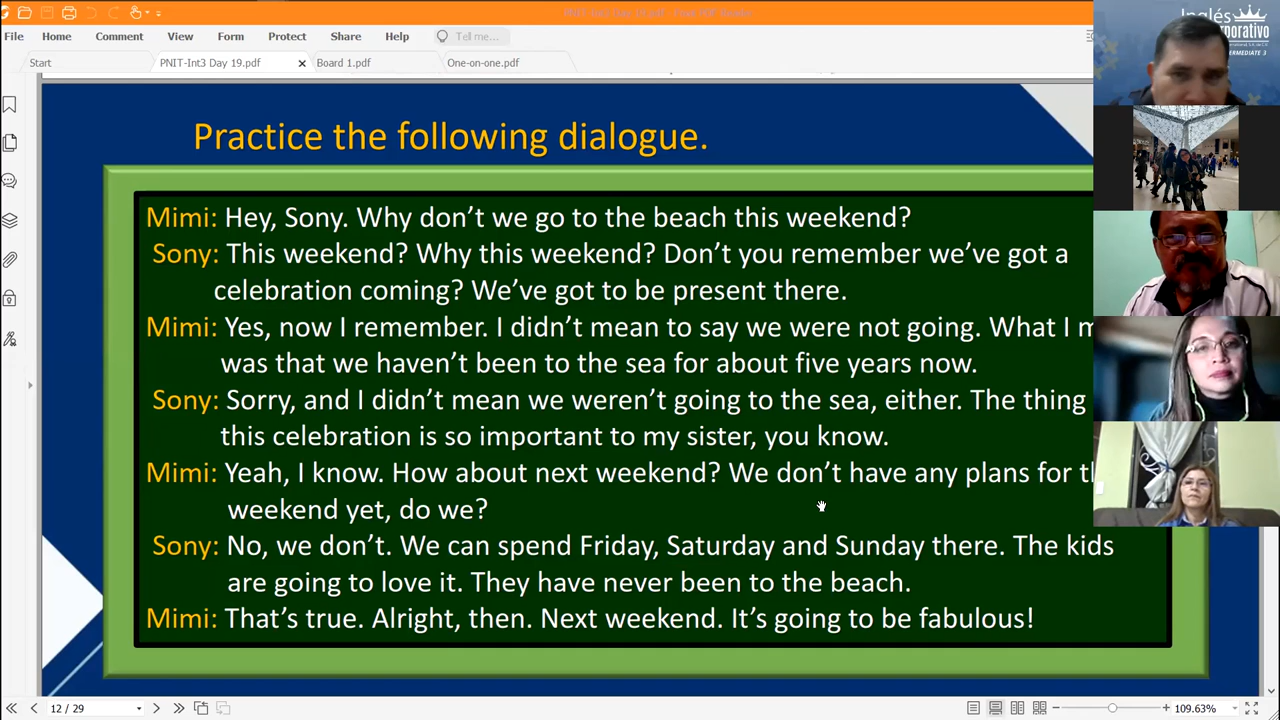 File Home Comment View Form Protect Share Help Tell me...
Start PNIT-Int3 Day 19.pdf Board 1.pdf One-on-one.pdf
Inglés
Practice the following dialogue.
Mimi: Hey, Sony. Why don't we go to the beach this weekend?
Sony: This weekend? Why this weekend? Don't you remember we've got a
celebration coming? We've got to be present there.
Mimi: Yes, now I remember. I didn't mean to say we were not going. What I
was that we haven't been to the sea for about five years now.
Sony: Sorry, and I didn't mean we weren't going to the sea, either. The thing
this celebration is so important to my sister, you know.
Mimi: Yeah, I know. How about next weekend? We don't have any plans for
weekend yet, do we?
Sony: No, we don't. We can spend Friday, Saturday and Sunday there. The kids
are going to love it. They have never been to the beach.
Mimi: That's true. Alright, then. Next weekend. It's going to be fabulous!
12 / 29
109.63%